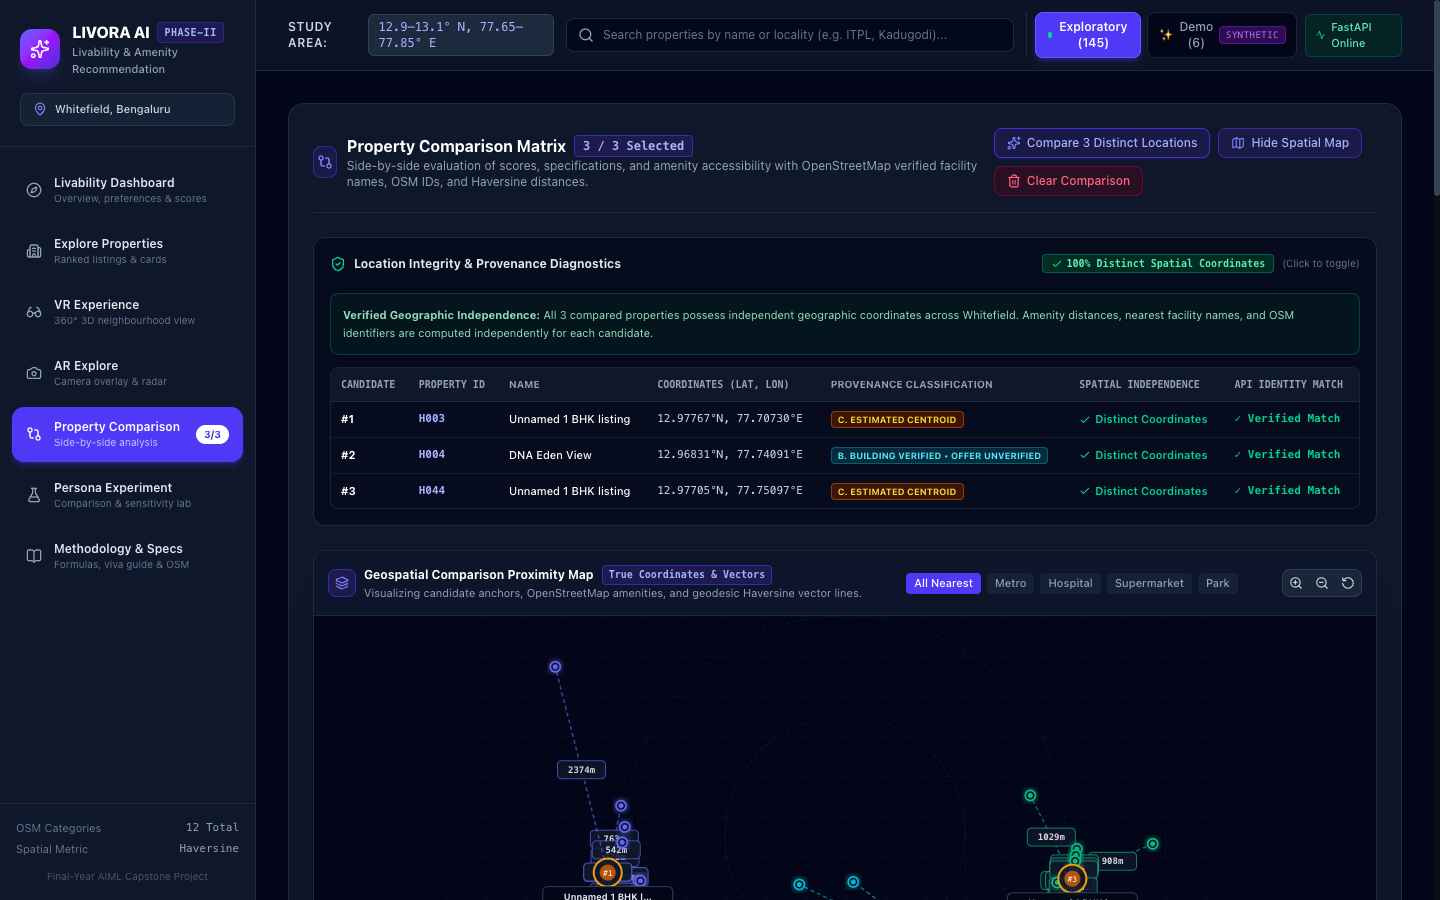 LIVORA AI PHASE-II
Livability & Amenity
Recommendation
Whitefield, Bengaluru
Livability Dashboard
Overview, preferences & scores
Explore Properties
Ranked listings & cards
VR Experience
360° 3D neighbourhood view
AR Explore
Camera overlay & radar
Property Comparison
Side-by-side analysis
3/3
Persona Experiment
Comparison & sensitivity lab
Methodology & Specs
Formulas, viva guide & OSM
OSM Categories 12 Total
Spatial Metric Haversine
Final-Year AIML Capstone Project
STUDY
AREA:
12.9–13.1° N, 77.65–
77.85° E
Search properties by name or locality (e.g. ITPL, Kadugodi)...
Exploratory
(145)
Demo
(6)
SYNTHETIC
FastAPI
Online
Property Comparison Matrix 3 / 3 Selected
Side-by-side evaluation of scores, specifications, and amenity accessibility with OpenStreetMap verified facility
names, OSM IDs, and Haversine distances.
Compare 3 Distinct Locations
Hide Spatial Map
Clear Comparison
Location Integrity & Provenance Diagnostics
✓ 100% Distinct Spatial Coordinates (Click to toggle)
Verified Geographic Independence: All 3 compared properties possess independent geographic coordinates across Whitefield. Amenity distances, nearest facility names, and OSM
identifiers are computed independently for each candidate.
CANDIDATE PROPERTY ID NAME COORDINATES (LAT, LON) PROVENANCE CLASSIFICATION SPATIAL INDEPENDENCE API IDENTITY MATCH
#1 H003 Unnamed 1 BHK listing 12.97767°N, 77.70730°E C. ESTIMATED CENTROID ✓ Distinct Coordinates ✓ Verified Match
#2 H004 DNA Eden View 12.96831°N, 77.74091°E B. BUILDING VERIFIED • OFFER UNVERIFIED ✓ Distinct Coordinates ✓ Verified Match
#3 H044 Unnamed 1 BHK listing 12.97705°N, 77.75097°E C. ESTIMATED CENTROID ✓ Distinct Coordinates ✓ Verified Match
Geospatial Comparison Proximity Map True Coordinates & Vectors
Visualizing candidate anchors, OpenStreetMap amenities, and geodesic Haversine vector lines.
All Nearest Metro Hospital Supermarket Park
2374m
542m
#1
Unnamed 1 BHK l...
1029m
908m
#3